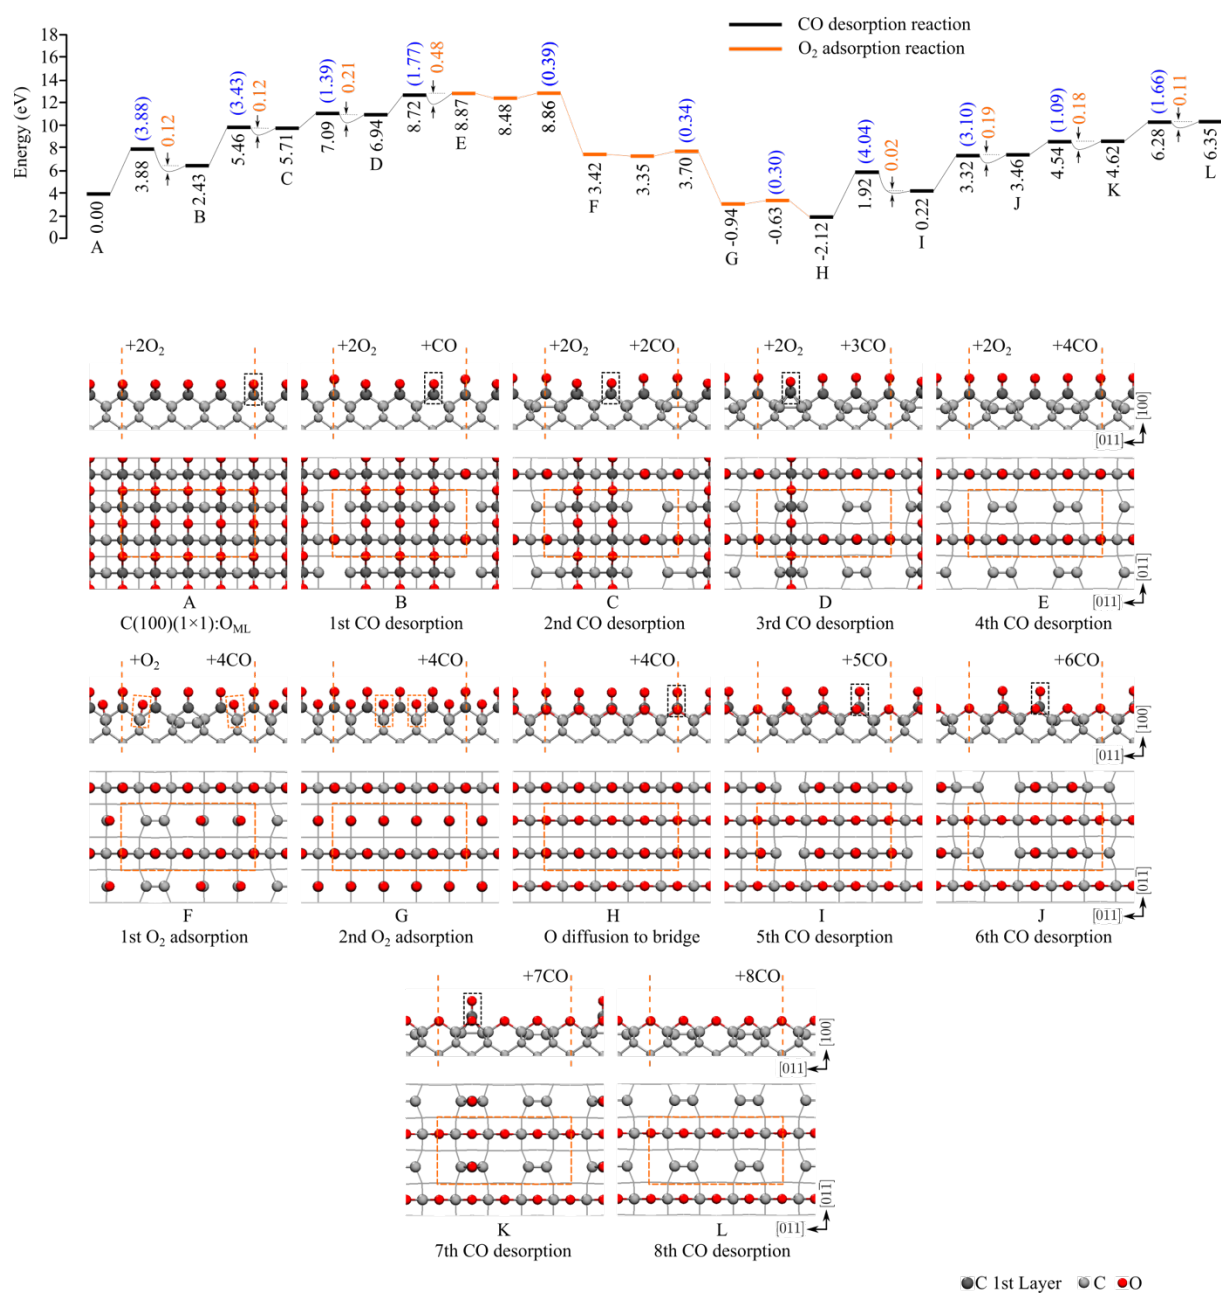 CO desorption reaction
O₂ adsorption reaction
Energy (eV)
18
16
14
12
10
8
6
4
2
0
0.00
A
3.88
(3.88)
0.12
2.43
B
5.46
(3.43)
0.12
5.71
C
7.09
(1.39)
0.21
6.94
D
8.72
(1.77)
0.48
8.87
E
8.48
8.86
(0.39)
3.42
F
3.35
3.70
(0.34)
-0.94
G
-0.63
(0.30)
-2.12
H
1.92
(4.04)
0.02
0.22
I
3.32
(3.10)
0.19
3.46
J
4.54
(1.09)
0.18
4.62
K
6.28
(1.66)
0.11
6.35
L
+2O₂
+2O₂ +CO
+2O₂ +2CO
+2O₂ +3CO
+2O₂ +4CO
[100]
[011]
[011̄]
[011]
A
C(100)(1×1):O_ML
B
1st CO desorption
C
2nd CO desorption
D
3rd CO desorption
E
4th CO desorption
+O₂ +4CO
+4CO
+4CO
+5CO
+6CO
[100]
[011]
[011̄]
[011]
F
1st O₂ adsorption
G
2nd O₂ adsorption
H
O diffusion to bridge
I
5th CO desorption
J
6th CO desorption
+7CO
+8CO
[100]
[011]
[011̄]
[011]
K
7th CO desorption
L
8th CO desorption
C 1st Layer C O